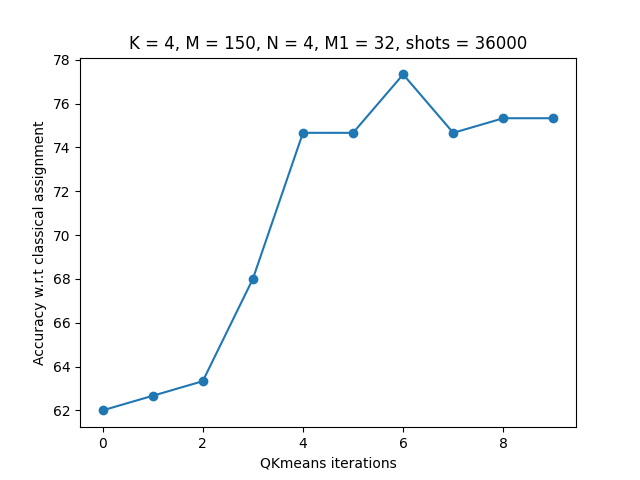 K = 4, M = 150, N = 4, M1 = 32, shots = 36000
78
76
74
72
70
68
66
64
62
Accuracy w.r.t classical assignment
0 2 4 6 8
QKmeans iterations